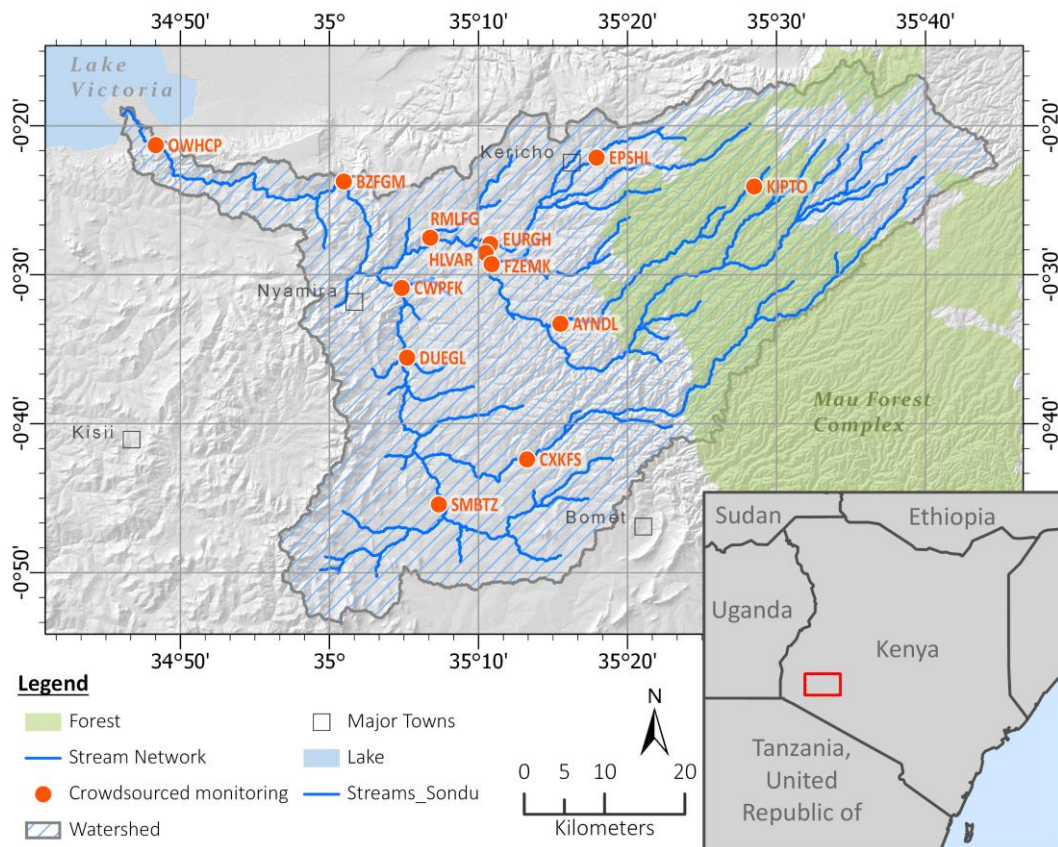 34°50'
35°
35°10'
35°20'
35°30'
35°40'
Lake
Victoria
-0°20'
-0°20'
OWHCP
Kericho
EPSHL
BZFGM
KIPTO
RMLFG
EURGH
HLVAR
FZEMK
-0°30'
-0°30'
CWPFK
Nyamira
AYNDL
DUEGL
Mau Forest
Complex
-0°40'
-0°40'
Kisii
CXKFS
SMBTZ
Bomet
-0°50'
34°50'
35°
35°10'
35°20'
Sudan
Ethiopia
Uganda
Kenya
Tanzania,
United
Republic of
Legend
Forest
Major Towns
Stream Network
Lake
Crowdsourced monitoring
Streams_Sondu
Watershed
N
0 5 10 20
Kilometers